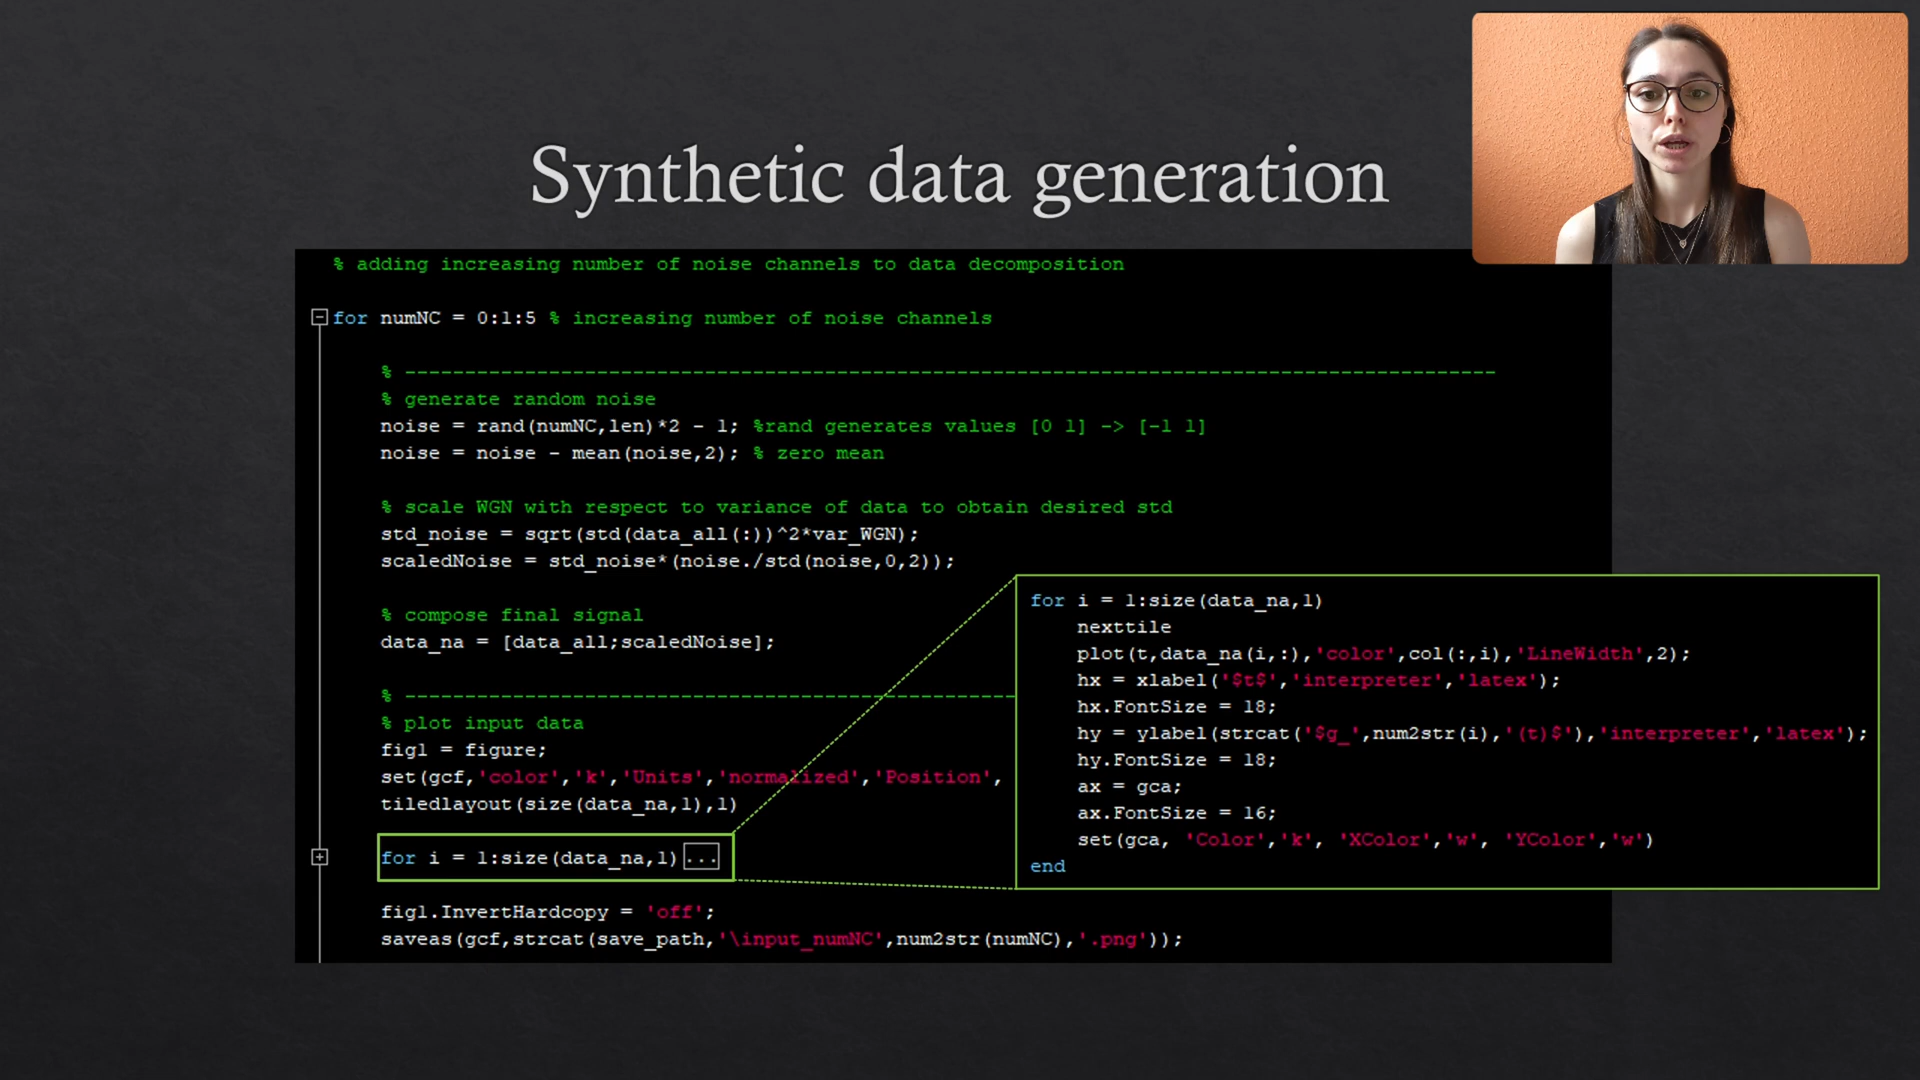 Synthetic data generation
% adding increasing number of noise channels to data decomposition
for numNC = 0:1:5 % increasing number of noise channels
% -------------------------------------------------------------------------------------------
% generate random noise
noise = rand(numNC,len)*2 - 1; %rand generates values [0 1] -> [-1 1]
noise = noise - mean(noise,2); % zero mean
% scale WGN with respect to variance of data to obtain desired std
std_noise = sqrt(std(data_all(:))^2*var_WGN);
scaledNoise = std_noise*(noise./std(noise,0,2));
% compose final signal
data_na = [data_all;scaledNoise];
% ---------------------------------------------------
% plot input data
fig1 = figure;
set(gcf,'color','k','Units','normalized','Position',
tiledlayout(size(data_na,1),1)
for i = 1:size(data_na,1)...
fig1.InvertHardcopy = 'off';
saveas(gcf,strcat(save_path,'\input_numNC',num2str(numNC),'.png'));
for i = 1:size(data_na,1)
nexttile
plot(t,data_na(i,:),'color',col(:,i),'LineWidth',2);
hx = xlabel('$t$','interpreter','latex');
hx.FontSize = 18;
hy = ylabel(strcat('$g_',num2str(i),'(t)$'),'interpreter','latex');
hy.FontSize = 18;
ax = gca;
ax.FontSize = 16;
set(gca, 'Color','k', 'XColor','w', 'YColor','w')
end